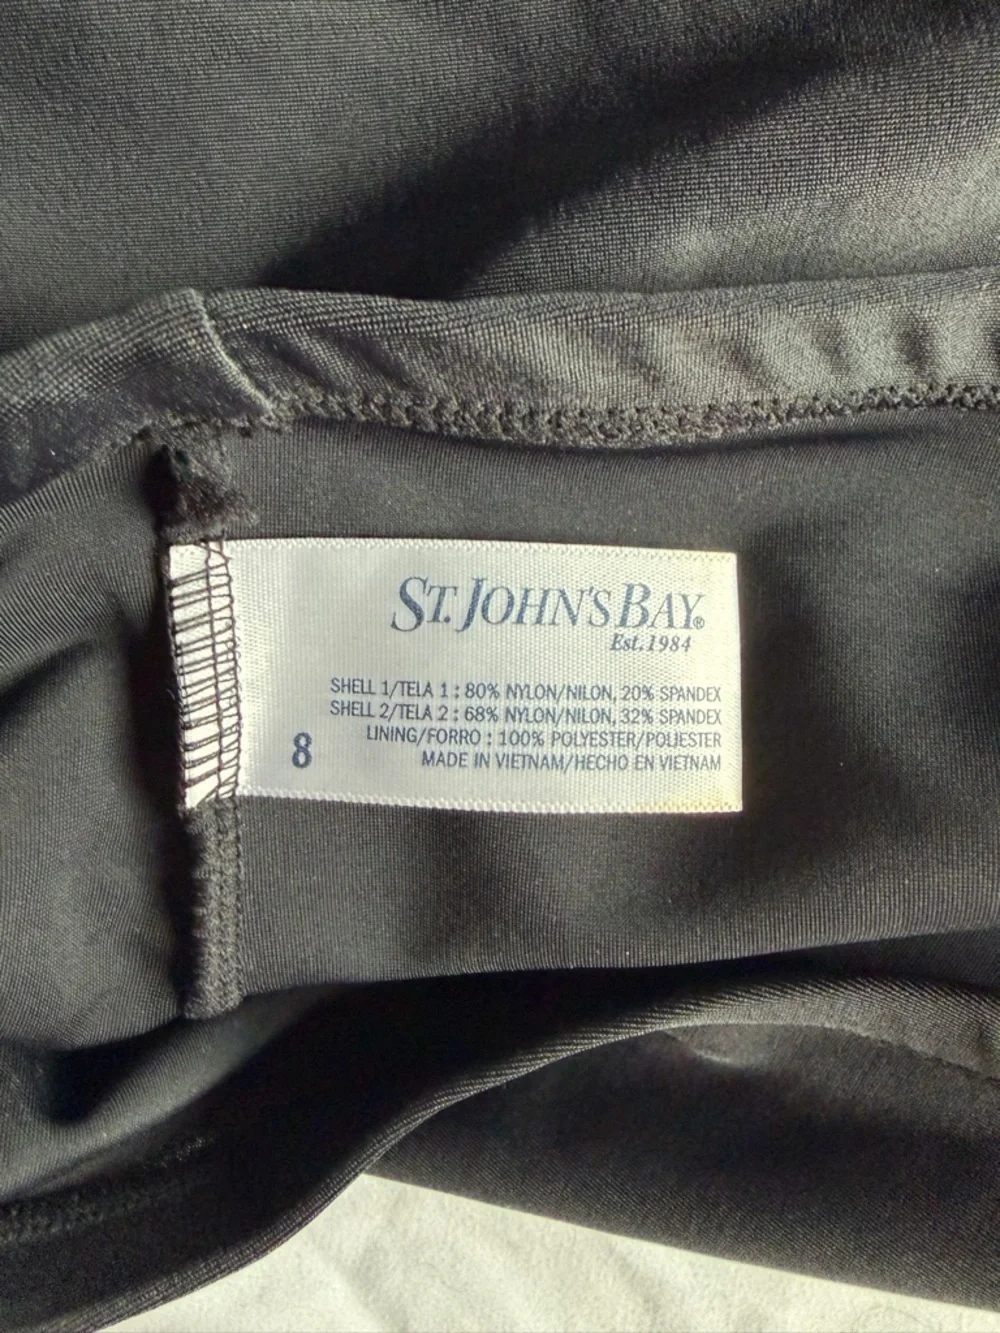 ST. JOHN'S BAY®
Est. 1984
SHELL 1/TELA 1 : 80% NYLON/NILON, 20% SPANDEX
SHELL 2/TELA 2 : 68% NYLON/NILON, 32% SPANDEX
LINING/FORRO : 100% POLYESTER/POLIESTER
MADE IN VIETNAM/HECHO EN VIETNAM
8